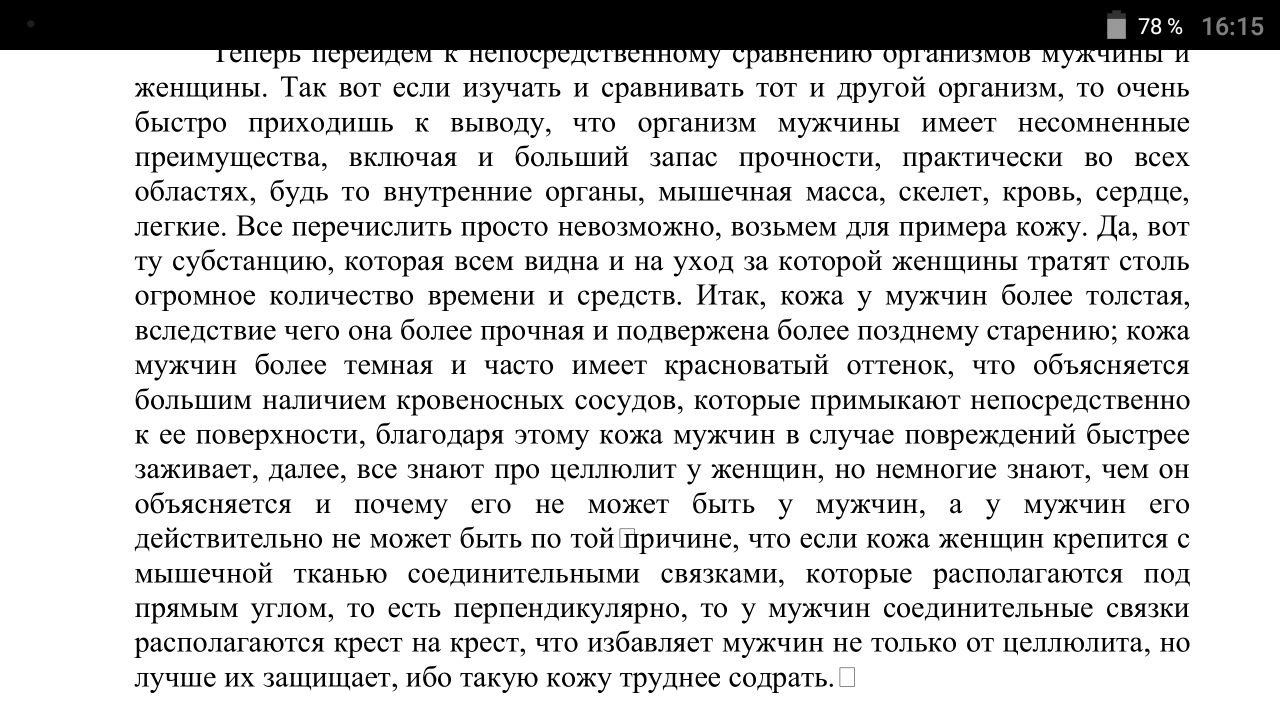 78 % 16:15
Теперь перейдем к непосредственному сравнению организмов мужчины и
женщины. Так вот если изучать и сравнивать тот и другой организм, то очень
быстро приходишь к выводу, что организм мужчины имеет несомненные
преимущества, включая и больший запас прочности, практически во всех
областях, будь то внутренние органы, мышечная масса, скелет, кровь, сердце,
легкие. Все перечислить просто невозможно, возьмем для примера кожу. Да, вот
ту субстанцию, которая всем видна и на уход за которой женщины тратят столь
огромное количество времени и средств. Итак, кожа у мужчин более толстая,
вследствие чего она более прочная и подвержена более позднему старению; кожа
мужчин более темная и часто имеет красноватый оттенок, что объясняется
большим наличием кровеносных сосудов, которые примыкают непосредственно
к ее поверхности, благодаря этому кожа мужчин в случае повреждений быстрее
заживает, далее, все знают про целлюлит у женщин, но немногие знают, чем он
объясняется и почему его не может быть у мужчин, а у мужчин его
действительно не может быть по той причине, что если кожа женщин крепится с
мышечной тканью соединительными связками, которые располагаются под
прямым углом, то есть перпендикулярно, то у мужчин соединительные связки
располагаются крест на крест, что избавляет мужчин не только от целлюлита, но
лучше их защищает, ибо такую кожу труднее содрать.